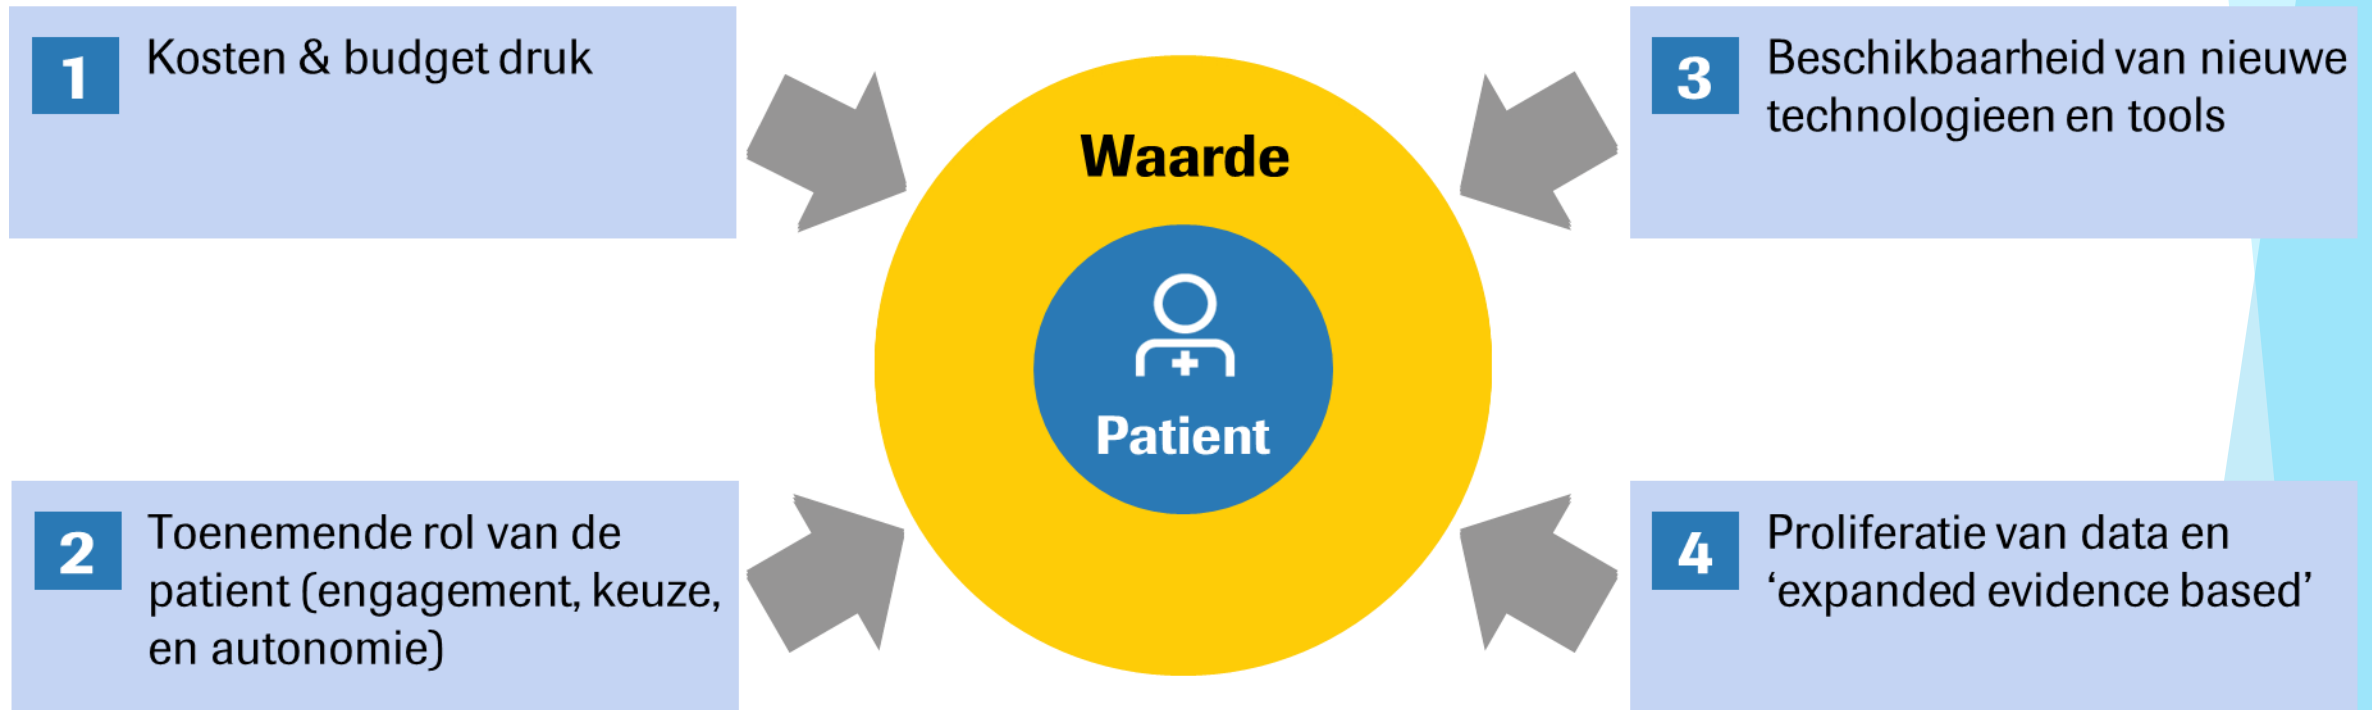 1
Kosten & budget druk
2
Toenemende rol van de
patient (engagement, keuze,
en autonomie)
Waarde
Patient
3
Beschikbaarheid van nieuwe
technologieen en tools
4
Proliferatie van data en
‘expanded evidence based’